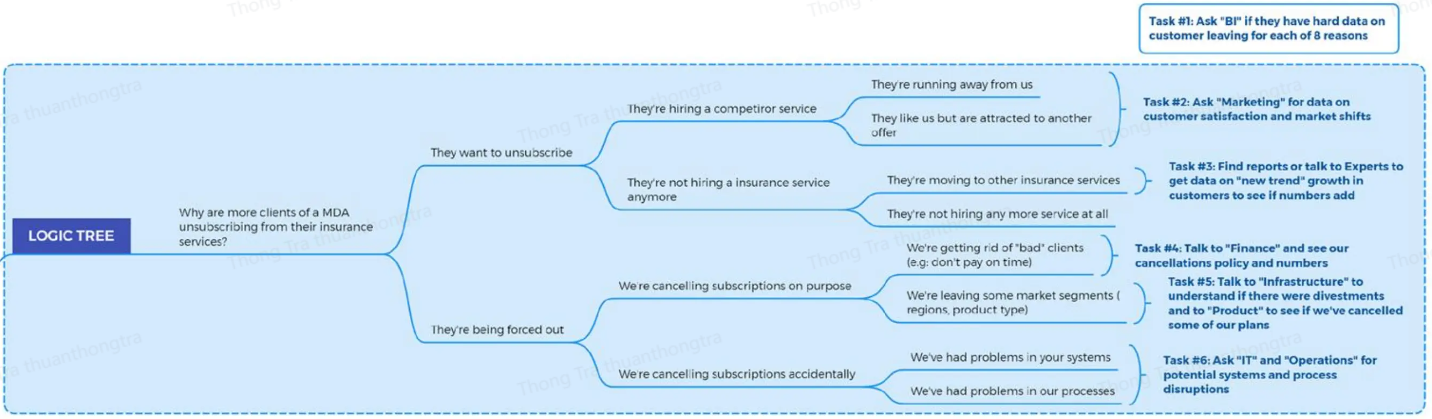 Task #1: Ask "BI" if they have hard data on
customer leaving for each of 8 reasons
LOGIC TREE
Why are more clients of a MDA
unsubscribing from their insurance
services?
They want to unsubscribe
They're hiring a competiror service
They're running away from us
They like us but are attracted to another
offer
Task #2: Ask "Marketing" for data on
customer satisfaction and market shifts
They're not hiring a insurance service
anymore
They're moving to other insurance services
They're not hiring any more service at all
Task #3: Find reports or talk to Experts to
get data on "new trend" growth in
customers to see if numbers add
They're being forced out
We're cancelling subscriptions on purpose
We're getting rid of "bad" clients
(e.g: don't pay on time)
Task #4: Talk to "Finance" and see our
cancellations policy and numbers
We're leaving some market segments (
regions, product type)
Task #5: Talk to "Infrastructure" to
understand if there were divestments
and to "Product" to see if we've cancelled
some of our plans
We're cancelling subscriptions accidentally
We've had problems in your systems
We've had problems in our processes
Task #6: Ask "IT" and "Operations" for
potential systems and process
disruptions
Thong Tra thuanthongtra